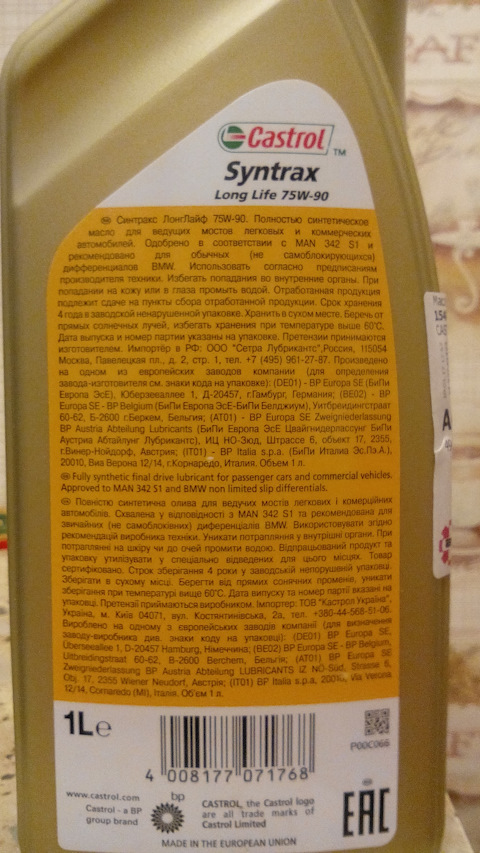 Castrol
TM
Syntrax
Long Life 75W-90
Синтракс ЛонгЛайф 75W-90. Полностью синтетическое
масло для ведущих мостов легковых и коммерческих
автомобилей. Одобрено в соответствии с MAN 342 S1 и
рекомендовано для обычных (не самоблокирующихся)
дифференциалов BMW. Использовать согласно предписаниям
производителя техники. Избегать попадания во внутренние органы. При
попадании на кожу или в глаза промыть водой. Отработанная продукция
подлежит сдаче на пункты сбора отработанной продукции. Срок хранения
4 года в заводской ненарушенной упаковке. Хранить в сухом месте. Беречь от
прямых солнечных лучей, избегать хранения при температуре выше 60°C.
Дата выпуска и номер партии указаны на упаковке. Претензии принимаются
изготовителем. Импортёр в РФ: ООО "Сетра Лубрикантс",Россия, 115054
Москва, Павелецкая пл., д. 2, стр. 1, тел. +7 (495) 961-27-87. Произведено
на одном из европейских заводов компании (для определения
завода-изготовителя см. знаки кода на упаковке): (DE01) - BP Europa SE (БиПи
Европа ЭсЕ), Юберзееаллее 1, Д-20457, г.Гамбург, Германия; (BE02) - BP
Europa SE - BP Belgium (БиПи Европа ЭсЕ-БиПи Белджиум), Уитбрейдингстраат
60-62, Б-2600 г.Беркем, Бельгия; (AT01) - BP Europa SE Zweigniederlassung
BP Austria Abteilung Lubricants (БиПи Европа ЭсЕ Цвайгнидерлассунг БиПи
Аустриа Абтайлунг Лубрикантс), ИЦ НО-Зюд, Штрассе 6, объект 17, 2355,
г.Винер-Нойдорф, Австрия; (IT01) - BP Italia s.p.a. (БиПи Италиа Эс.Пэ.А.),
20010, Виа Верона 12/14, г.Корнаредо, Италия. Объем 1 л.
Fully synthetic final drive lubricant for passenger cars and commercial vehicles.
Approved to MAN 342 S1 and BMW non limited slip differentials.
Повністю синтетична олива для ведучих мостов легкових і комерційних
автомобілів. Схвалена у відповідності з MAN 342 S1 та рекомендована для
звичайних (не самоблоківних) диференціалів BMW. Використовувати згідно
рекомендацій виробника техніки. Уникати потрапляння у внутрішні органи. При
потраплянні на шкіру чи до очей промити водою. Відпрацьований продукт та
упаковку утилізувати у спеціально відведених для цього місцях. Товар
сертифіковано. Строк зберігання 4 роки у заводській непорушеній упаковці.
Зберігати в сухому місці. Берегти від прямих сонячних променів, уникати
зберігання при температурі вище 60°C. Дата випуску та номер партії вказані на
упаковці. Претензії приймаються виробником. Імпортер: ТОВ "Кастрол Україна",
Україна, м. Київ 04071, вул. Костянтинівська, 2а, тел. +380-44-568-51-06.
Вироблено на одному з європейських заводів компанії (для визначення
заводу-виробника див. знаки коду на упаковці): (DE01) BP Europa SE,
Überseeallee 1, D-20457 Hamburg, Німеччина; (BE02) BP Europa SE - BP Belgium,
Uitbreidingstraat 60-62, B-2600 Berchem, Бельгія; (AT01) BP Europa SE
Zweigniederlassung BP Austria Abteilung LUBRICANTS IZ NO-Süd, Strasse 6,
Obj. 17, 2355 Wiener Neudorf, Австрія; (IT01) BP Italia s.p.a, 20010, Via Verona
12/14, Cornaredo (MI), Італія. Об'єм 1 л.
1L e
P00C066
4 008177 071768
www.castrol.com
Castrol - a BP
group brand
bp
CASTROL, the Castrol logo
are all trade marks of
Castrol Limited
EAC
MADE IN THE EUROPEAN UNION